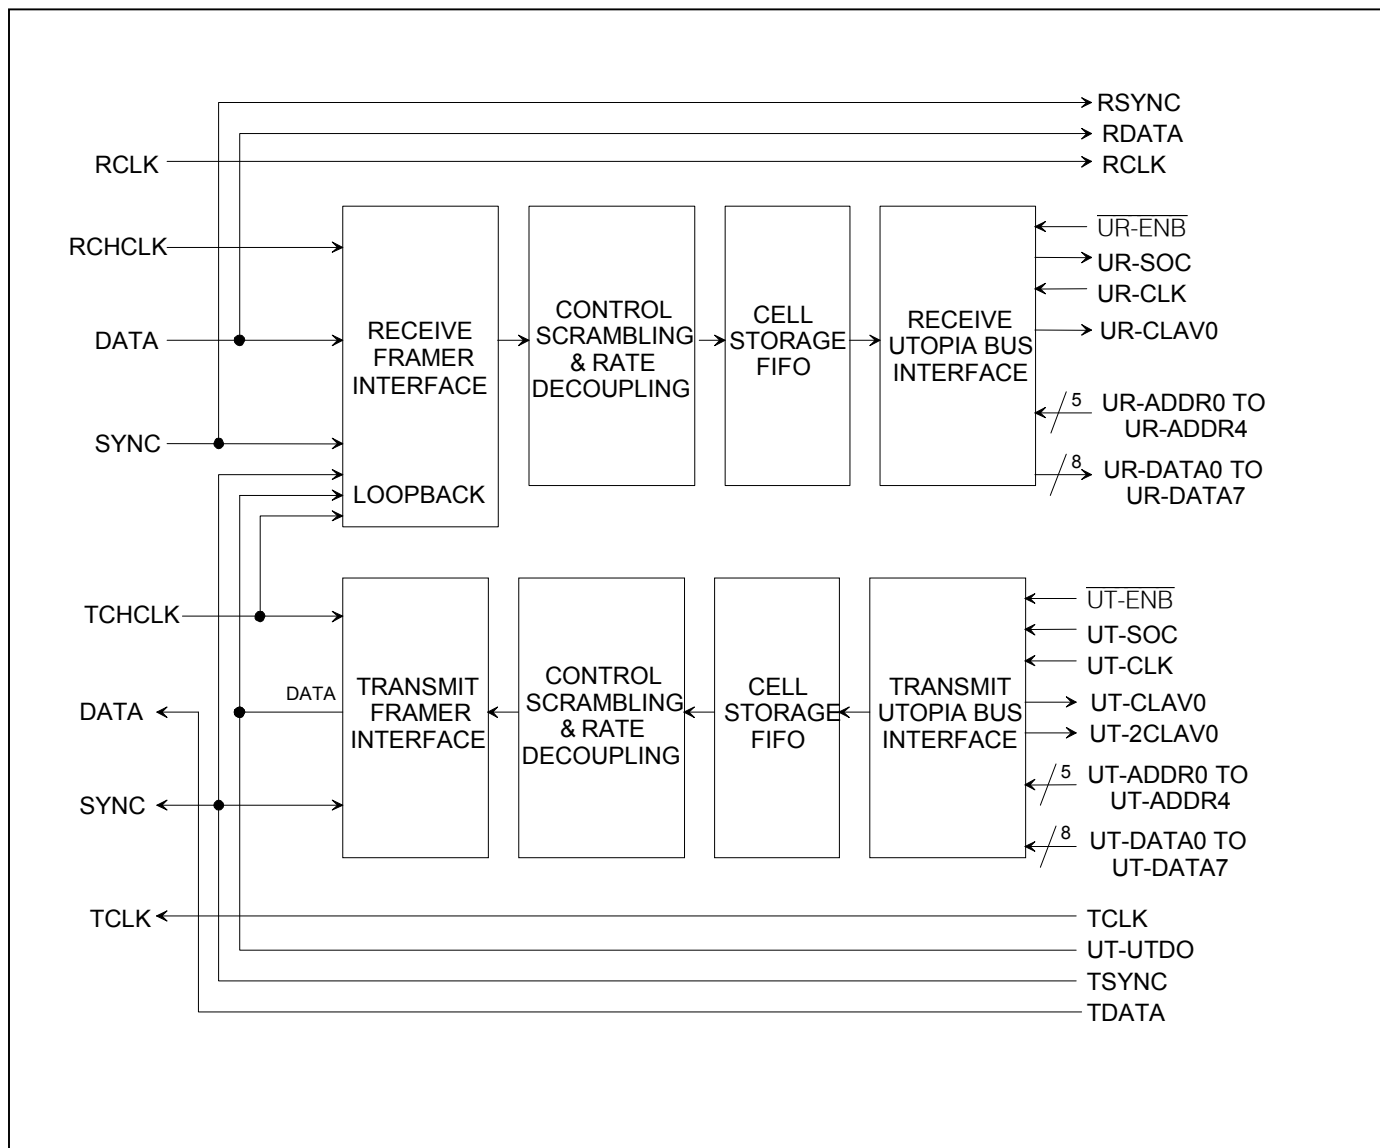 RSYNC
RDATA
RCLK
RCLK
RCHCLK
DATA
SYNC
RECEIVE
FRAMER
INTERFACE
LOOPBACK
CONTROL
SCRAMBLING
& RATE
DECOUPLING
CELL
STORAGE
FIFO
RECEIVE
UTOPIA BUS
INTERFACE
UR-ENB
UR-SOC
UR-CLK
UR-CLAV0
5
UR-ADDR0 TO
UR-ADDR4
8
UR-DATA0 TO
UR-DATA7
TCHCLK
DATA
SYNC
TCLK
DATA
TRANSMIT
FRAMER
INTERFACE
CONTROL
SCRAMBLING
& RATE
DECOUPLING
CELL
STORAGE
FIFO
TRANSMIT
UTOPIA BUS
INTERFACE
UT-ENB
UT-SOC
UT-CLK
UT-CLAV0
UT-2CLAV0
5
UT-ADDR0 TO
UT-ADDR4
8
UT-DATA0 TO
UT-DATA7
TCLK
UT-UTDO
TSYNC
TDATA